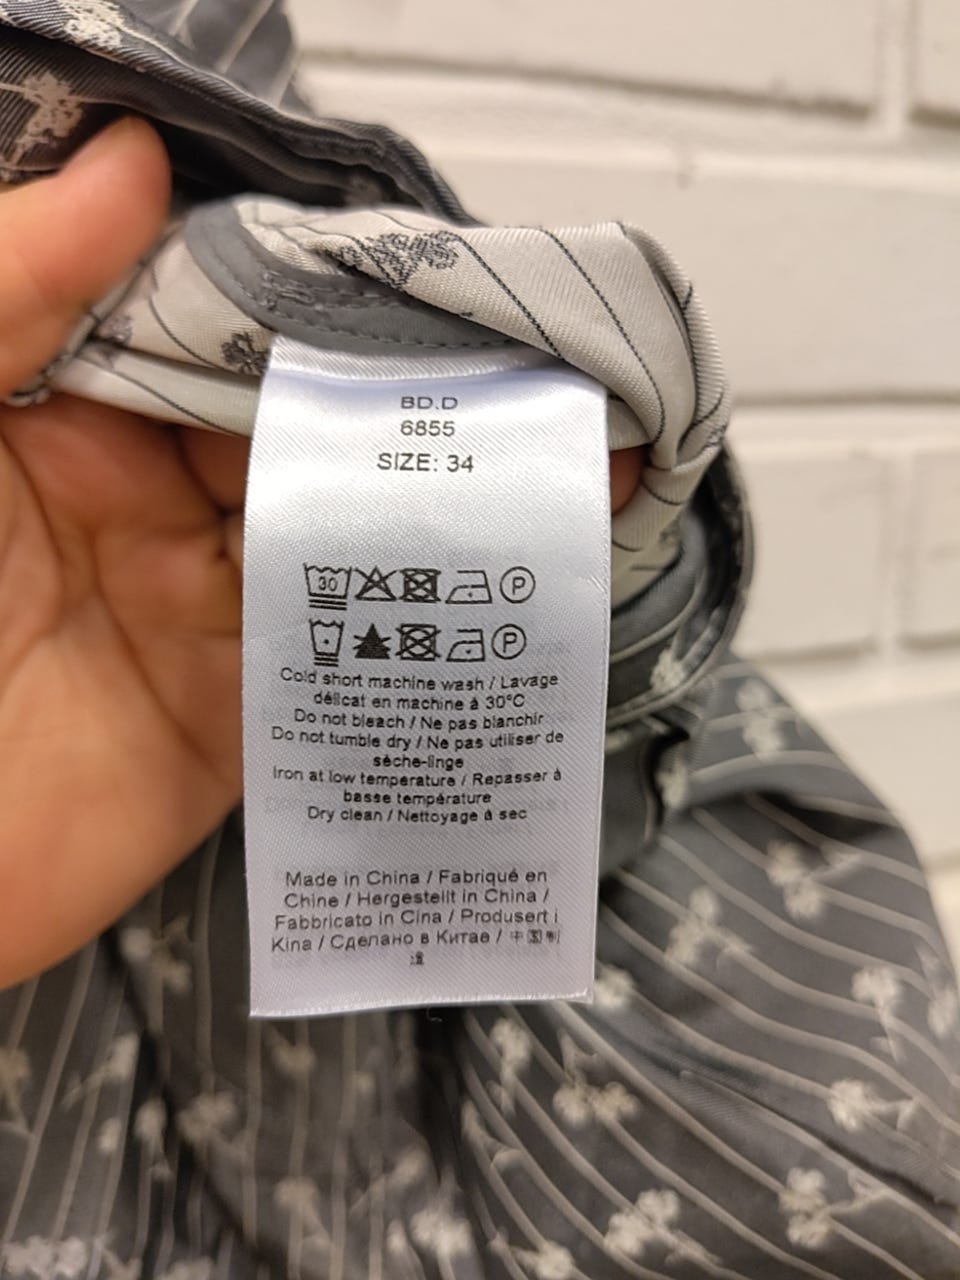 BD.D
6855
SIZE: 34
30 P
P
Cold short machine wash / Lavage
délicat en machine à 30°C
Do not bleach / Ne pas blanchir
Do not tumble dry / Ne pas utiliser de
sèche-linge
Iron at low temperature / Repasser à
basse température
Dry clean / Nettoyage à sec
Made in China / Fabriqué en
Chine / Hergestellt in China /
Fabbricato in Cina / Produsert i
Kina / Сделано в Китае / 中国制
造